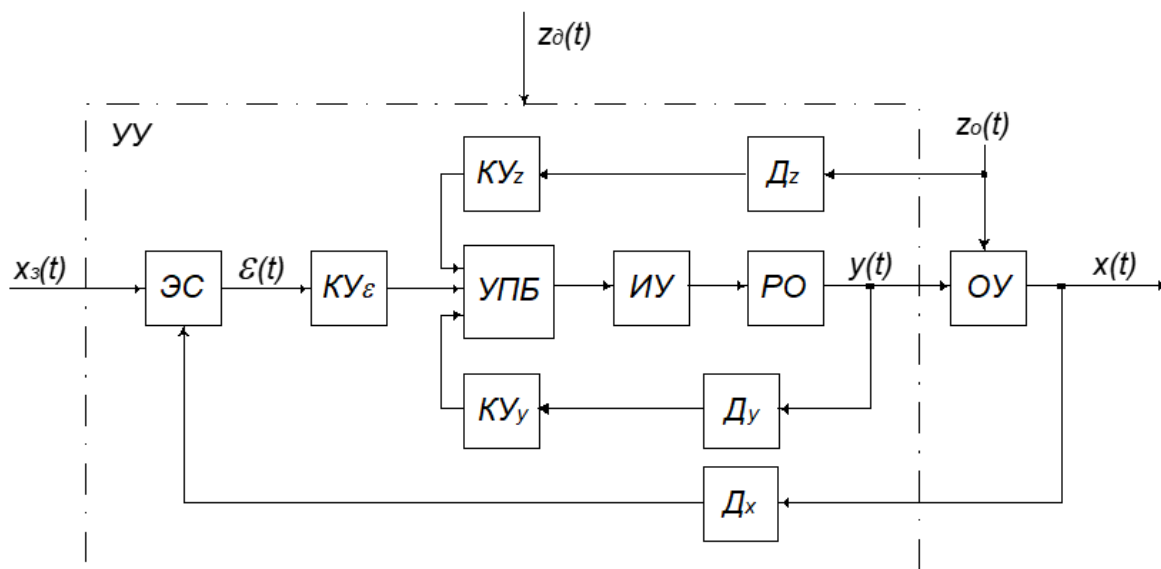 zд(t)
УУ
zо(t)
КУz
Дz
xз(t)
ЭС
ε(t)
КУε
УПБ
ИУ
РО
y(t)
ОУ
x(t)
КУy
Дy
Дx